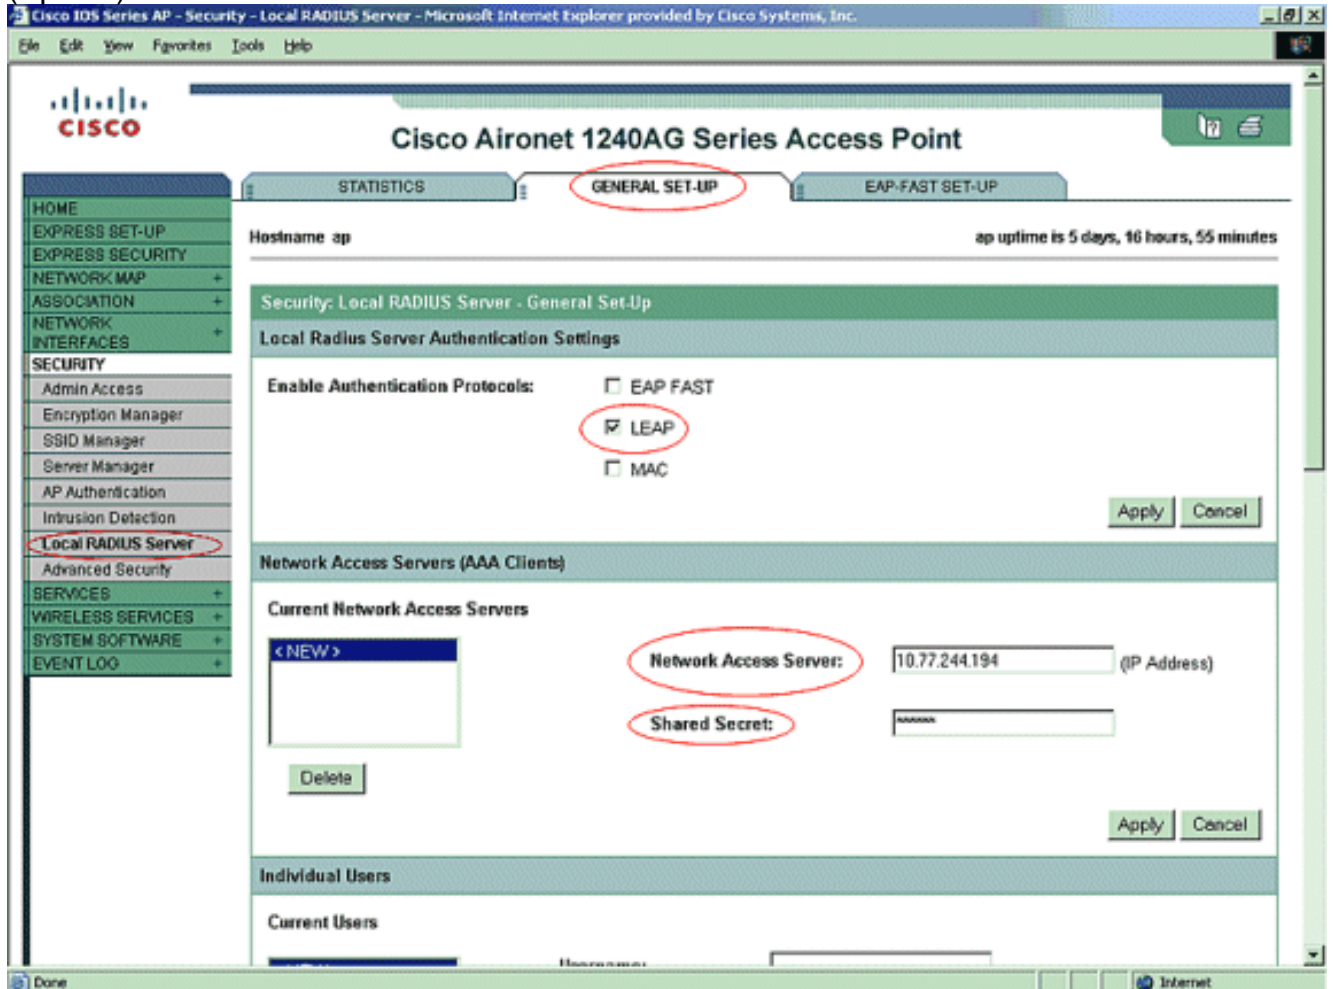 Cisco IOS Series AP - Security - Local RADIUS Server - Microsoft Internet Explorer provided by Cisco Systems, Inc.
File Edit View Favorites Tools Help
CISCO
Cisco Aironet 1240AG Series Access Point
STATISTICS GENERAL SET-UP EAP-FAST SET-UP
HOME
EXPRESS SET-UP
EXPRESS SECURITY
NETWORK MAP +
ASSOCIATION +
NETWORK INTERFACES +
SECURITY
Admin Access
Encryption Manager
SSID Manager
Server Manager
AP Authentication
Intrusion Detection
Local RADIUS Server
Advanced Security
SERVICES +
WIRELESS SERVICES +
SYSTEM SOFTWARE +
EVENT LOG +
Hostname ap ap uptime is 5 days, 16 hours, 55 minutes
Security: Local RADIUS Server - General Set-Up
Local Radius Server Authentication Settings
Enable Authentication Protocols: EAP FAST
LEAP
MAC
Apply Cancel
Network Access Servers (AAA Clients)
Current Network Access Servers
< NEW >
Network Access Server: 10.77.244.194 (IP Address)
Shared Secret:
Delete
Apply Cancel
Individual Users
Current Users
Done Internet